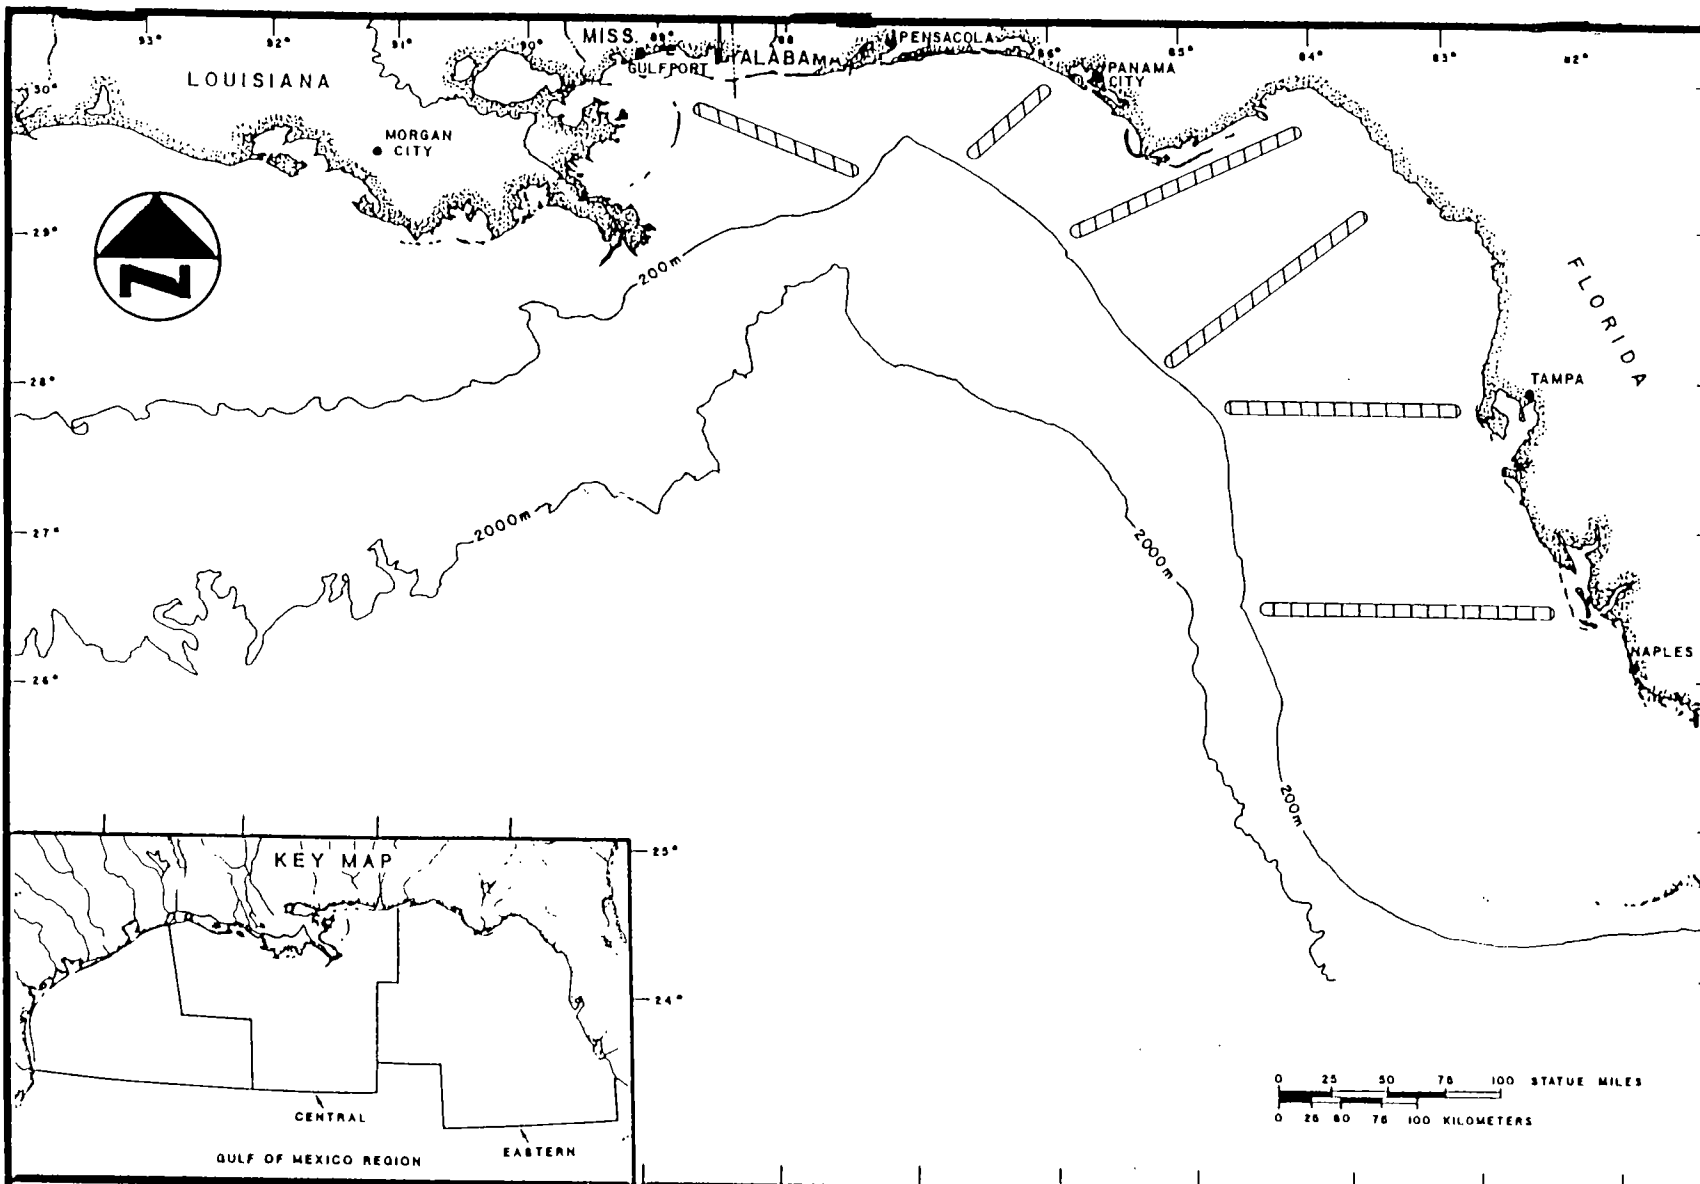 93° 92° 91° 90° 89° 88° 86° 85° 84° 83° 82°
MISS.
PENSACOLA
ALABAMA
GULFPORT
PANAMA
CITY
LOUISIANA
30°
MORGAN
CITY
29°
200m
FLORIDA
28°
TAMPA
27°
2000m
2000m
NAPLES
26°
200m
N
KEY MAP
25°
24°
CENTRAL
EASTERN
GULF OF MEXICO REGION
0 25 50 75 100 STATUE MILES
0 25 50 75 100 KILOMETERS